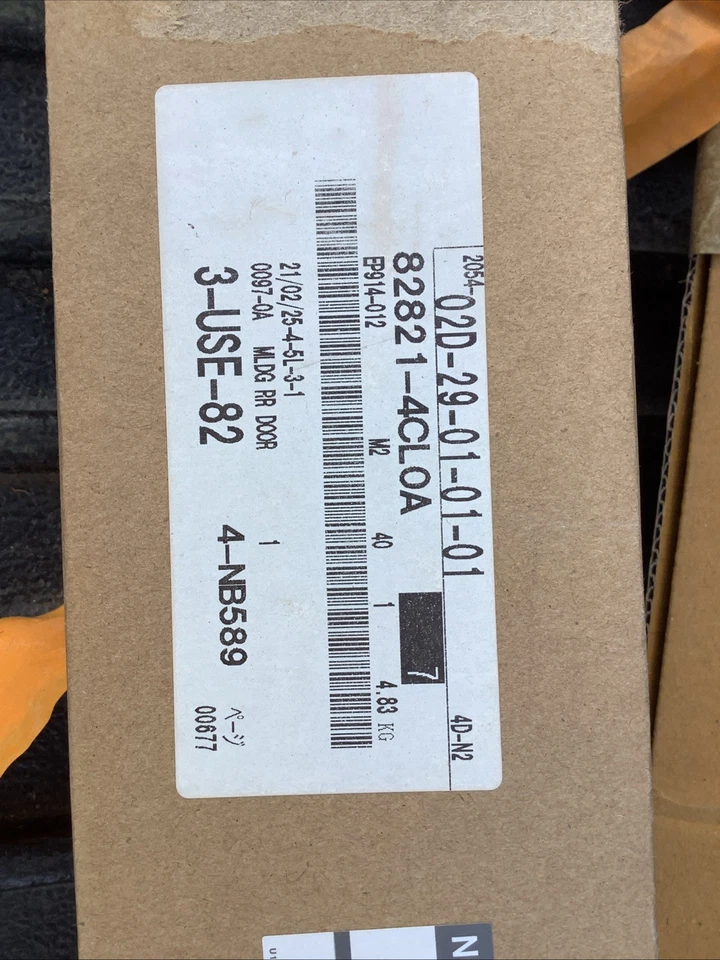 2054-02D-29-01-01-01 4D-N2
82821-4CL0A 7
EP914-012 M2 40 1 4.83 KG
21/02/25-4-5L-3-1
0097-0A MLDG RR DOOR 1 ページ
3-USE-82 4-NB589 00677
N